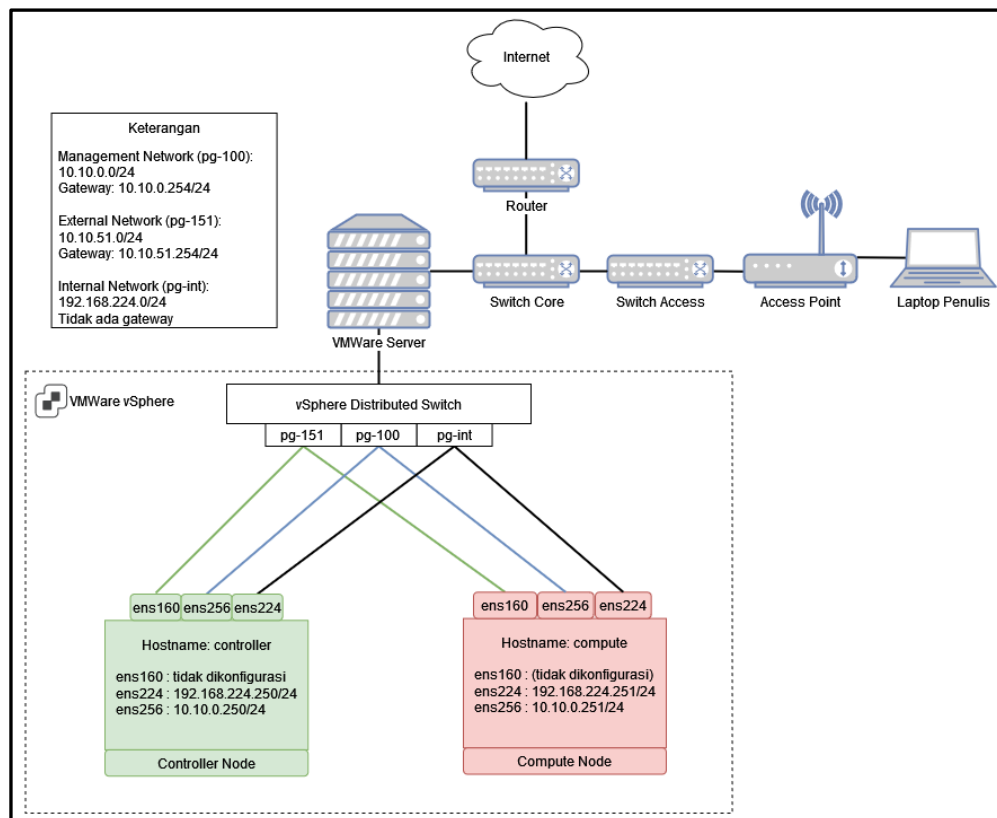 Internet
Keterangan
Management Network (pg-100):
10.10.0.0/24
Gateway: 10.10.0.254/24
External Network (pg-151):
10.10.51.0/24
Gateway: 10.10.51.254/24
Internal Network (pg-int):
192.168.224.0/24
Tidak ada gateway
Router
VMWare Server
Switch Core
Switch Access
Access Point
Laptop Penulis
VMWare vSphere
vSphere Distributed Switch
pg-151
pg-100
pg-int
ens160
ens256
ens224
Hostname: controller
ens160 : tidak dikonfigurasi
ens224 : 192.168.224.250/24
ens256 : 10.10.0.250/24
Controller Node
ens160
ens256
ens224
Hostname: compute
ens160 : (tidak dikonfigurasi)
ens224 : 192.168.224.251/24
ens256 : 10.10.0.251/24
Compute Node